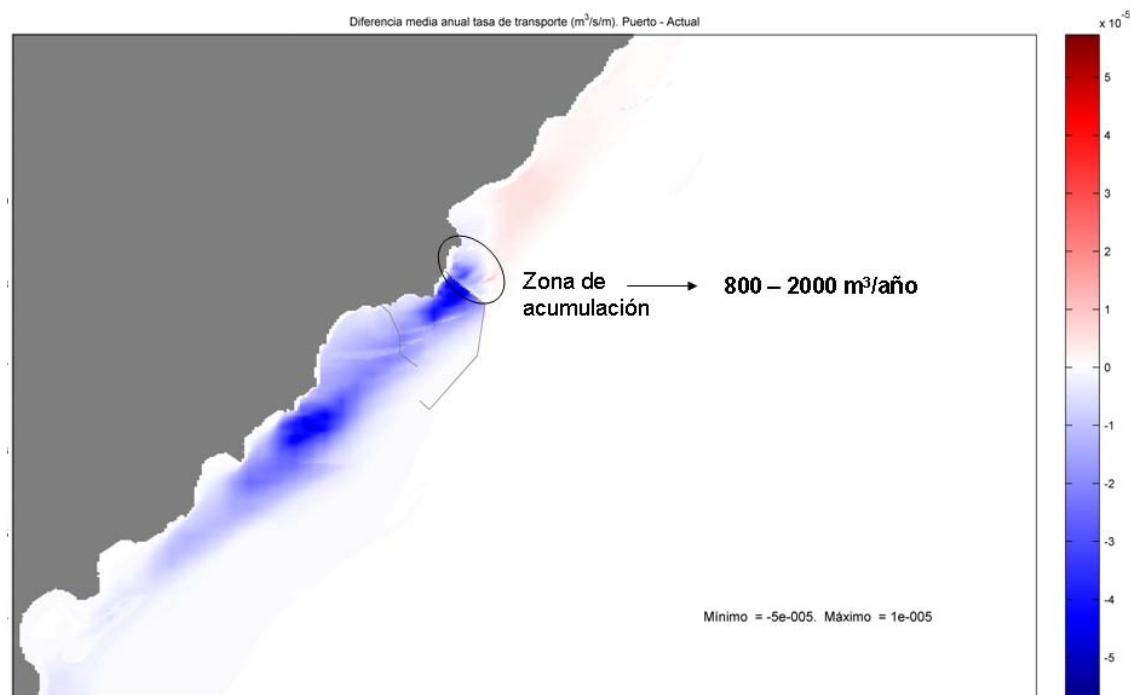 Diferencia media anual tasa de transporte (m³/s/m). Puerto - Actual
x 10⁻⁵
5
4
3
2
1
0
-1
-2
-3
-4
-5
Zona de
acumulación
800 – 2000 m³/año
Mínimo = -5e-005. Máximo = 1e-005